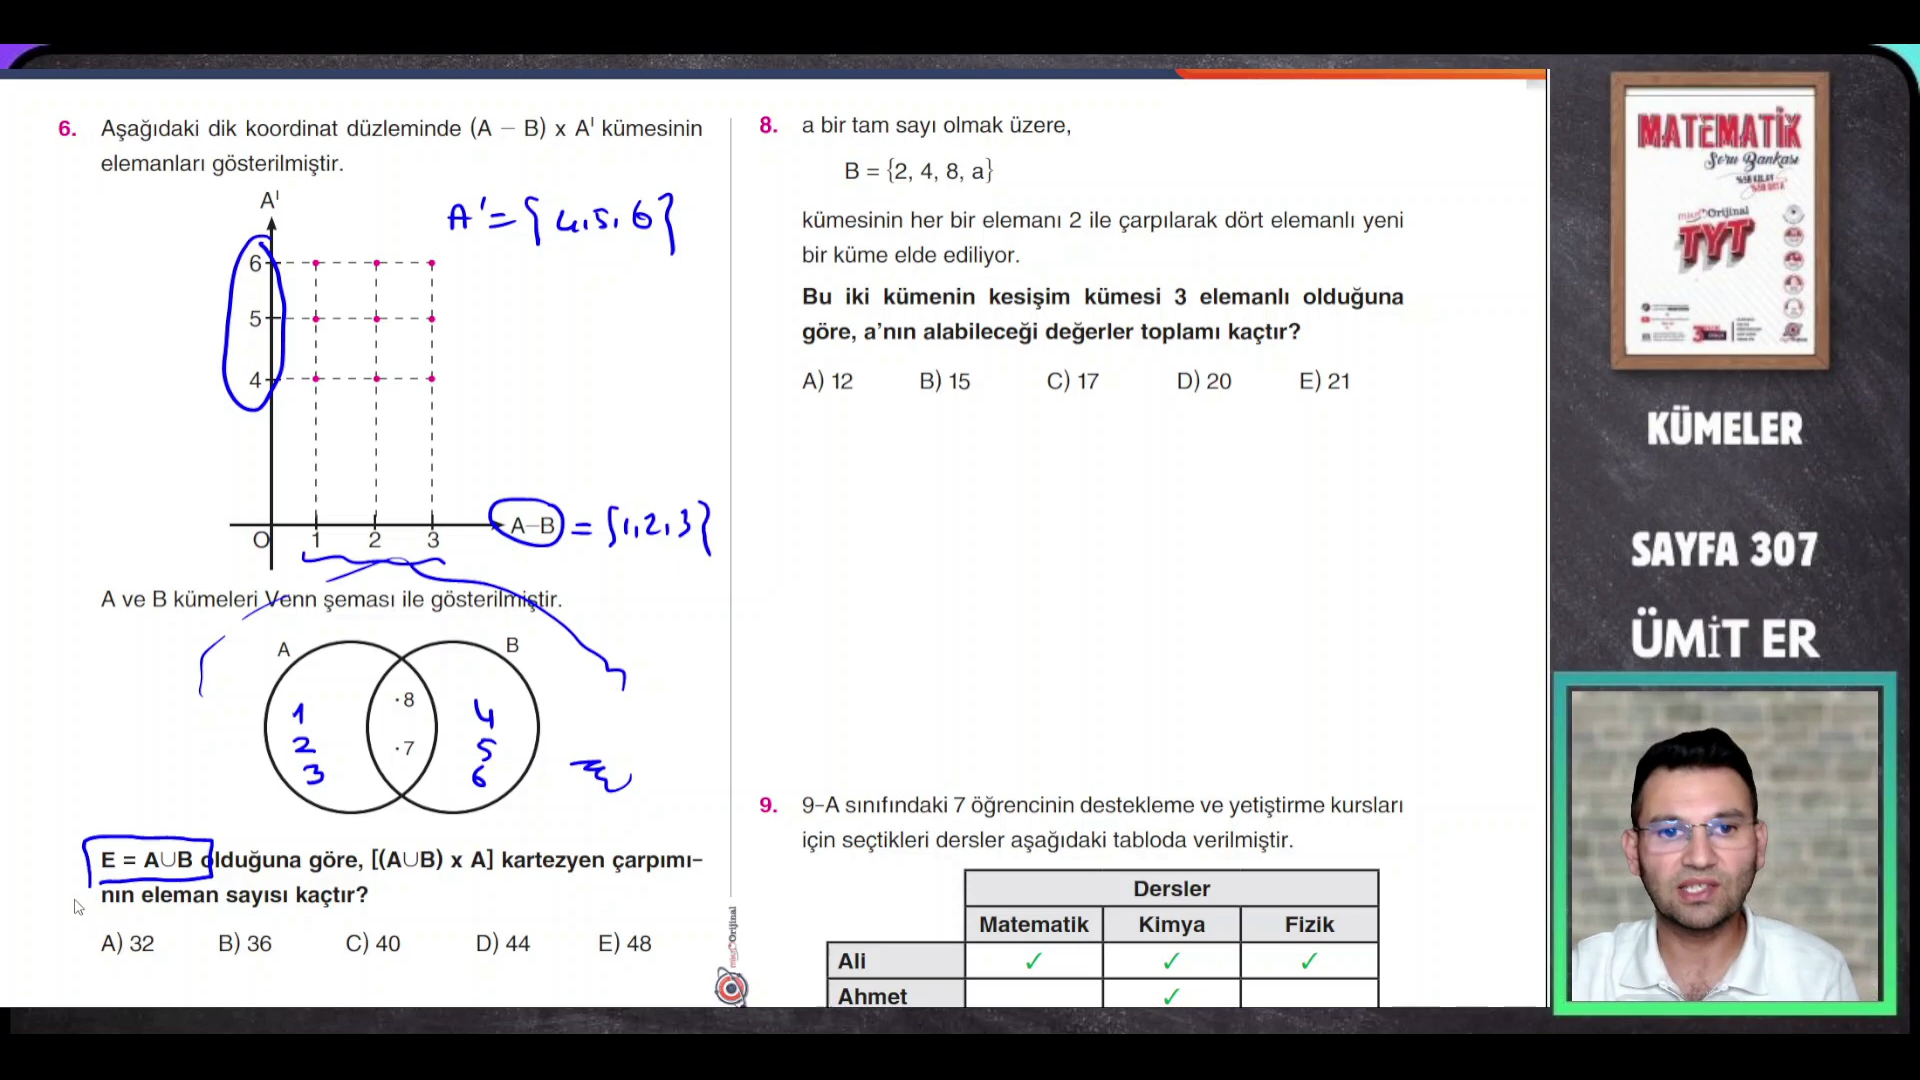 6. Aşağıdaki dik koordinat düzleminde (A – B) x A' kümesinin
elemanları gösterilmiştir.
A'
A' = {4,5,6}
6
5
4
A–B = {1,2,3}
O 1 2 3
A ve B kümeleri Venn şeması ile gösterilmiştir.
A B
·8
·7
1
2
3
4
5
6
E = A∪B olduğuna göre, [(A∪B) x A] kartezyen çarpımı-
nın eleman sayısı kaçtır?
A) 32 B) 36 C) 40 D) 44 E) 48
8. a bir tam sayı olmak üzere,
B = {2, 4, 8, a}
kümesinin her bir elemanı 2 ile çarpılarak dört elemanlı yeni
bir küme elde ediliyor.
Bu iki kümenin kesişim kümesi 3 elemanlı olduğuna
göre, a'nın alabileceği değerler toplamı kaçtır?
A) 12 B) 15 C) 17 D) 20 E) 21
9. 9–A sınıfındaki 7 öğrencinin destekleme ve yetiştirme kursları
için seçtikleri dersler aşağıdaki tabloda verilmiştir.
Dersler
Matematik Kimya Fizik
Ali ✓ ✓ ✓
Ahmet ✓
Orijinal
MATEMATİK
Soru Bankası
Orijinal
TYT
KÜMELER
SAYFA 307
ÜMİT ER